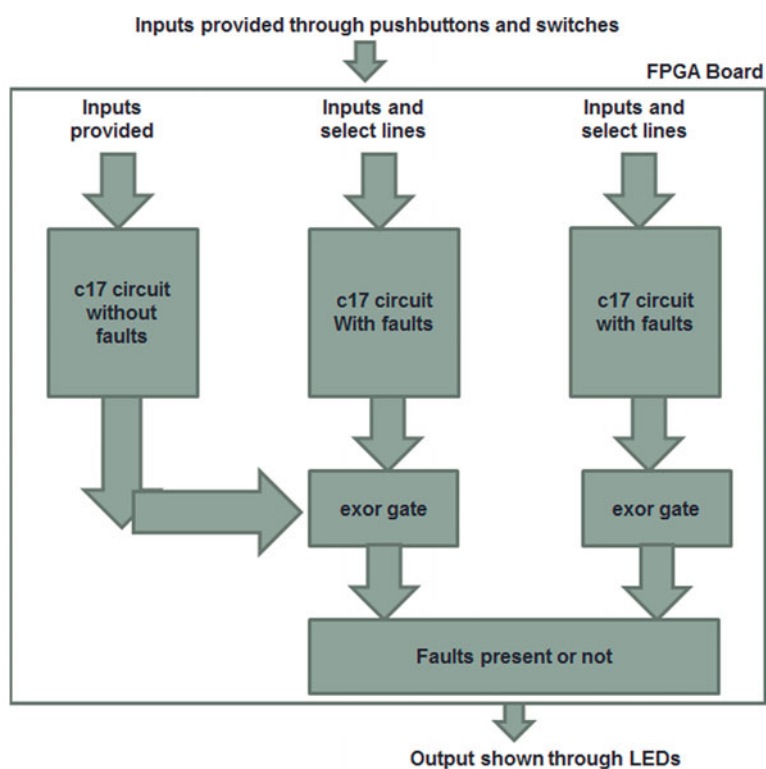 Inputs provided through pushbuttons and switches
FPGA Board
Inputs
provided
Inputs and
select lines
Inputs and
select lines
c17 circuit
without
faults
c17 circuit
With faults
c17 circuit
with faults
exor gate
exor gate
Faults present or not
Output shown through LEDs